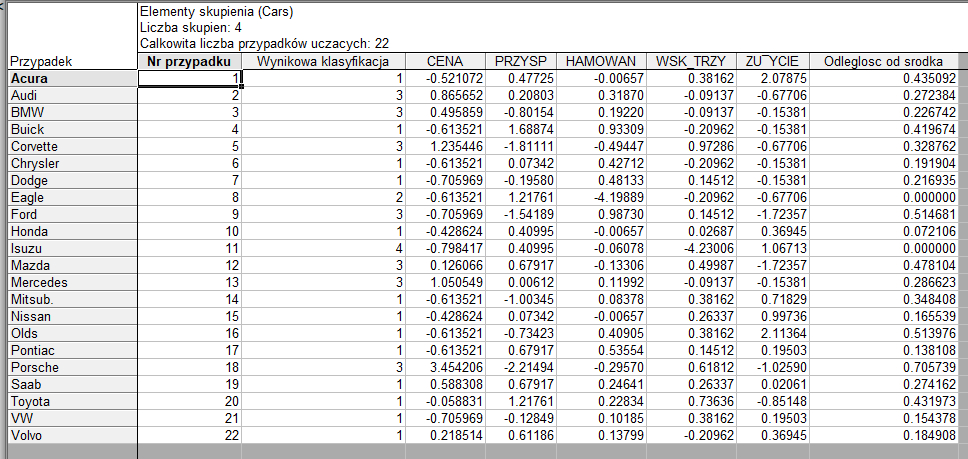 Elementy skupienia (Cars)
Liczba skupien: 4
Calkowita liczba przypadków uczacych: 22
Przypadek Nr przypadku Wynikowa klasyfikacja CENA PRZYSP HAMOWAN WSK_TRZY ZU¯YCIE Odleglosc od srodka
Acura 1 1 -0.521072 0.47725 -0.00657 0.38162 2.07875 0.435092
Audi 2 3 0.865652 0.20803 0.31870 -0.09137 -0.67706 0.272384
BMW 3 3 0.495859 -0.80154 0.19220 -0.09137 -0.15381 0.226742
Buick 4 1 -0.613521 1.68874 0.93309 -0.20962 -0.15381 0.419674
Corvette 5 3 1.235446 -1.81111 -0.49447 0.97286 -0.67706 0.328762
Chrysler 6 1 -0.613521 0.07342 0.42712 -0.20962 -0.15381 0.191904
Dodge 7 1 -0.705969 -0.19580 0.48133 0.14512 -0.15381 0.216935
Eagle 8 2 -0.613521 1.21761 -4.19889 -0.20962 -0.67706 0.000000
Ford 9 3 -0.705969 -1.54189 0.98730 0.14512 -1.72357 0.514681
Honda 10 1 -0.428624 0.40995 -0.00657 0.02687 0.36945 0.072106
Isuzu 11 4 -0.798417 0.40995 -0.06078 -4.23006 1.06713 0.000000
Mazda 12 3 0.126066 0.67917 -0.13306 0.49987 -1.72357 0.478104
Mercedes 13 3 1.050549 0.00612 0.11992 -0.09137 -0.15381 0.286623
Mitsub. 14 1 -0.613521 -1.00345 0.08378 0.38162 0.71829 0.348408
Nissan 15 1 -0.428624 0.07342 -0.00657 0.26337 0.99736 0.165539
Olds 16 1 -0.613521 -0.73423 0.40905 0.38162 2.11364 0.513976
Pontiac 17 1 -0.613521 0.67917 0.53554 0.14512 0.19503 0.138108
Porsche 18 3 3.454206 -2.21494 -0.29570 0.61812 -1.02590 0.705739
Saab 19 1 0.588308 0.67917 0.24641 0.26337 0.02061 0.274162
Toyota 20 1 -0.058831 1.21761 0.22834 0.73636 -0.85148 0.431973
VW 21 1 -0.705969 -0.12849 0.10185 0.38162 0.19503 0.154378
Volvo 22 1 0.218514 0.61186 0.13799 -0.20962 0.36945 0.184908